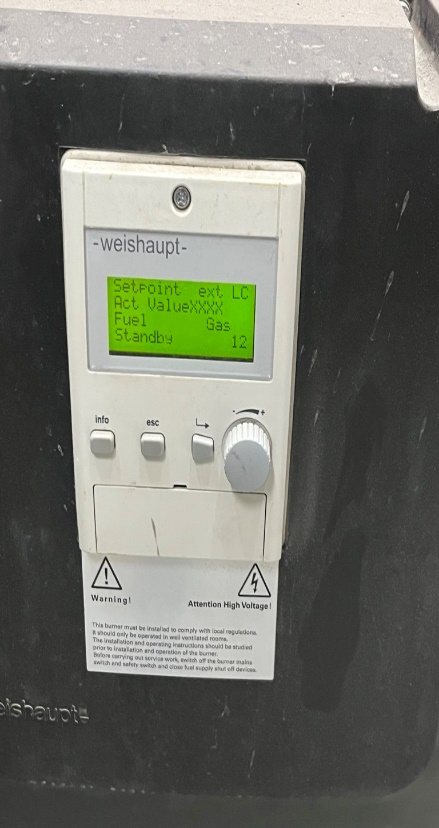 -weishaupt-
Setpoint ext LC
Act ValueXXXX
Fuel Gas
Standby 12
info esc - +
Warning!
Attention High Voltage!
This burner must be installed to comply with local regulations.
It should only be operated in well ventilated rooms.
The installation and operating instructions should be studied
prior to installation and operation of the burner.
Before carrying out service work, switch off the burner mains
switch and safety switch and close fuel supply shut off devices.
eishaupt-